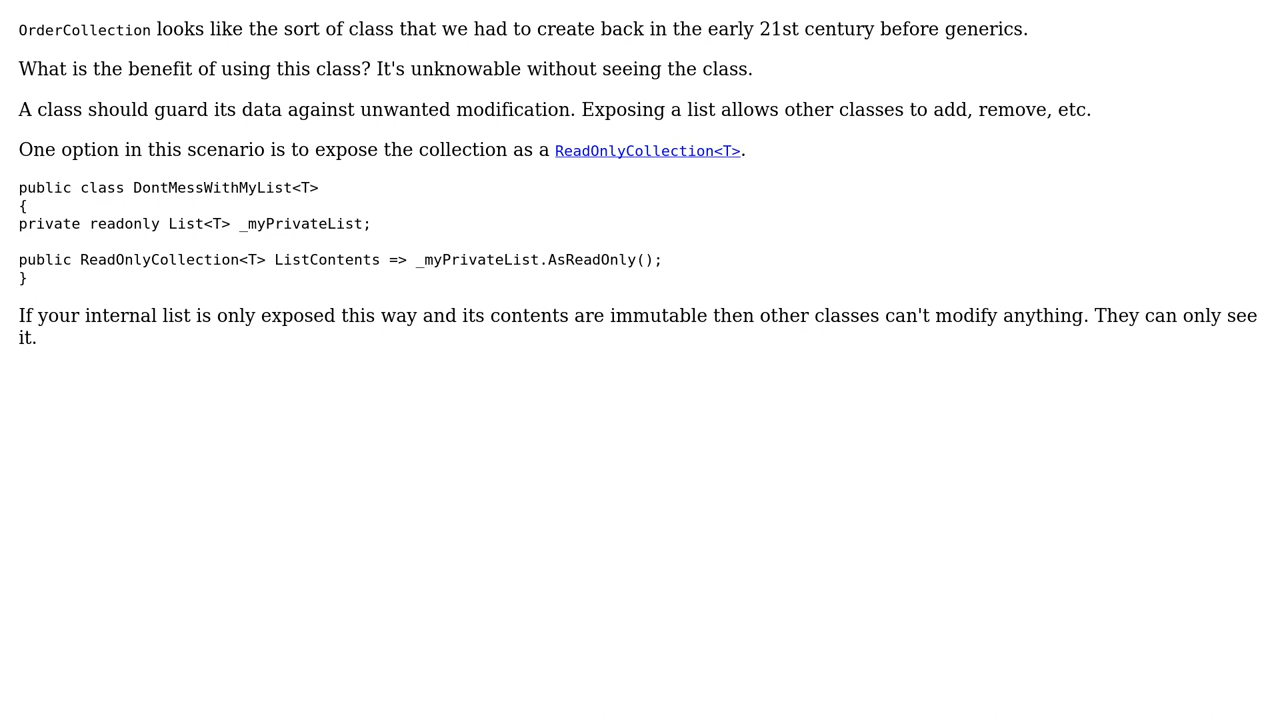 OrderCollection looks like the sort of class that we had to create back in the early 21st century before generics.
What is the benefit of using this class? It's unknowable without seeing the class.
A class should guard its data against unwanted modification. Exposing a list allows other classes to add, remove, etc.
One option in this scenario is to expose the collection as a ReadOnlyCollection<T>.
public class DontMessWithMyList<T>
{
private readonly List<T> _myPrivateList;
public ReadOnlyCollection<T> ListContents => _myPrivateList.AsReadOnly();
}
If your internal list is only exposed this way and its contents are immutable then other classes can't modify anything. They can only see
it.